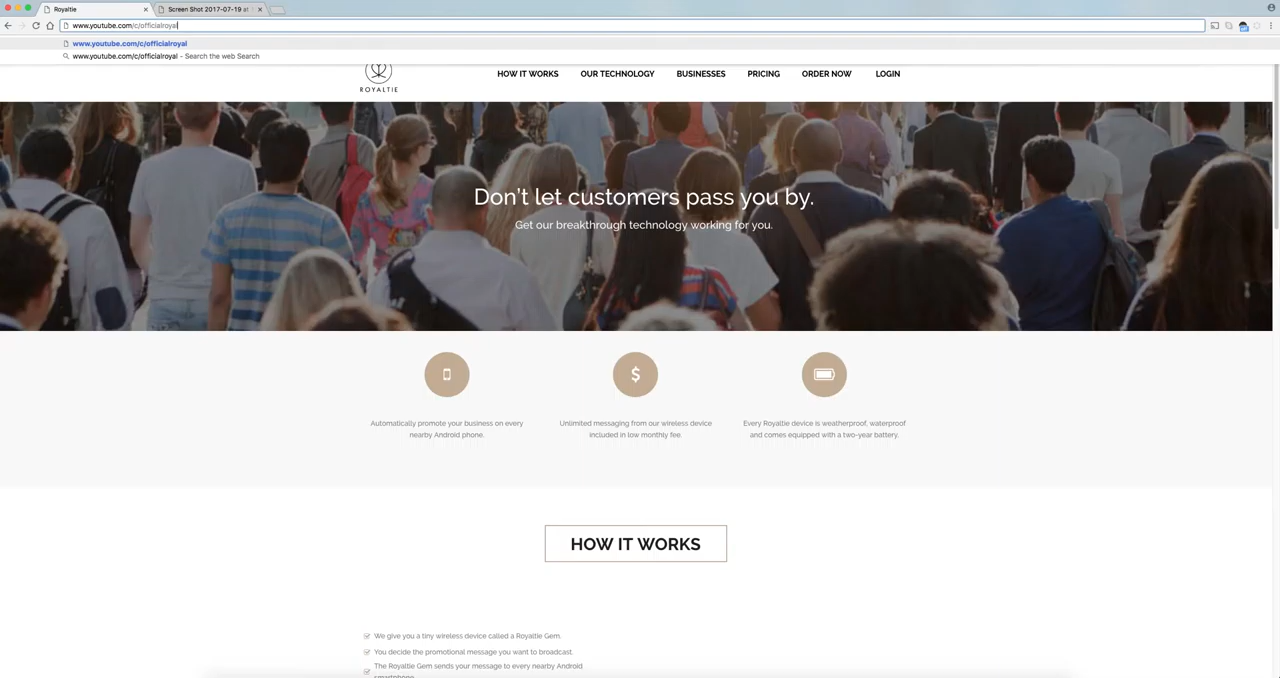 Royaltie
Screen Shot 2017-07-19 at
www.youtube.com/c/officialroyal
www.youtube.com/c/officialroyal
www.youtube.com/c/officialroyal - Search the web Search
ROYALTIE
HOW IT WORKS OUR TECHNOLOGY BUSINESSES PRICING ORDER NOW LOGIN
Don't let customers pass you by.
Get our breakthrough technology working for you.
Automatically promote your business on every
nearby Android phone.
Unlimited messaging from our wireless device
included in low monthly fee.
Every Royaltie device is weatherproof, waterproof
and comes equipped with a two-year battery.
HOW IT WORKS
We give you a tiny wireless device called a Royaltie Gem.
You decide the promotional message you want to broadcast.
The Royaltie Gem sends your message to every nearby Android
smartphone.